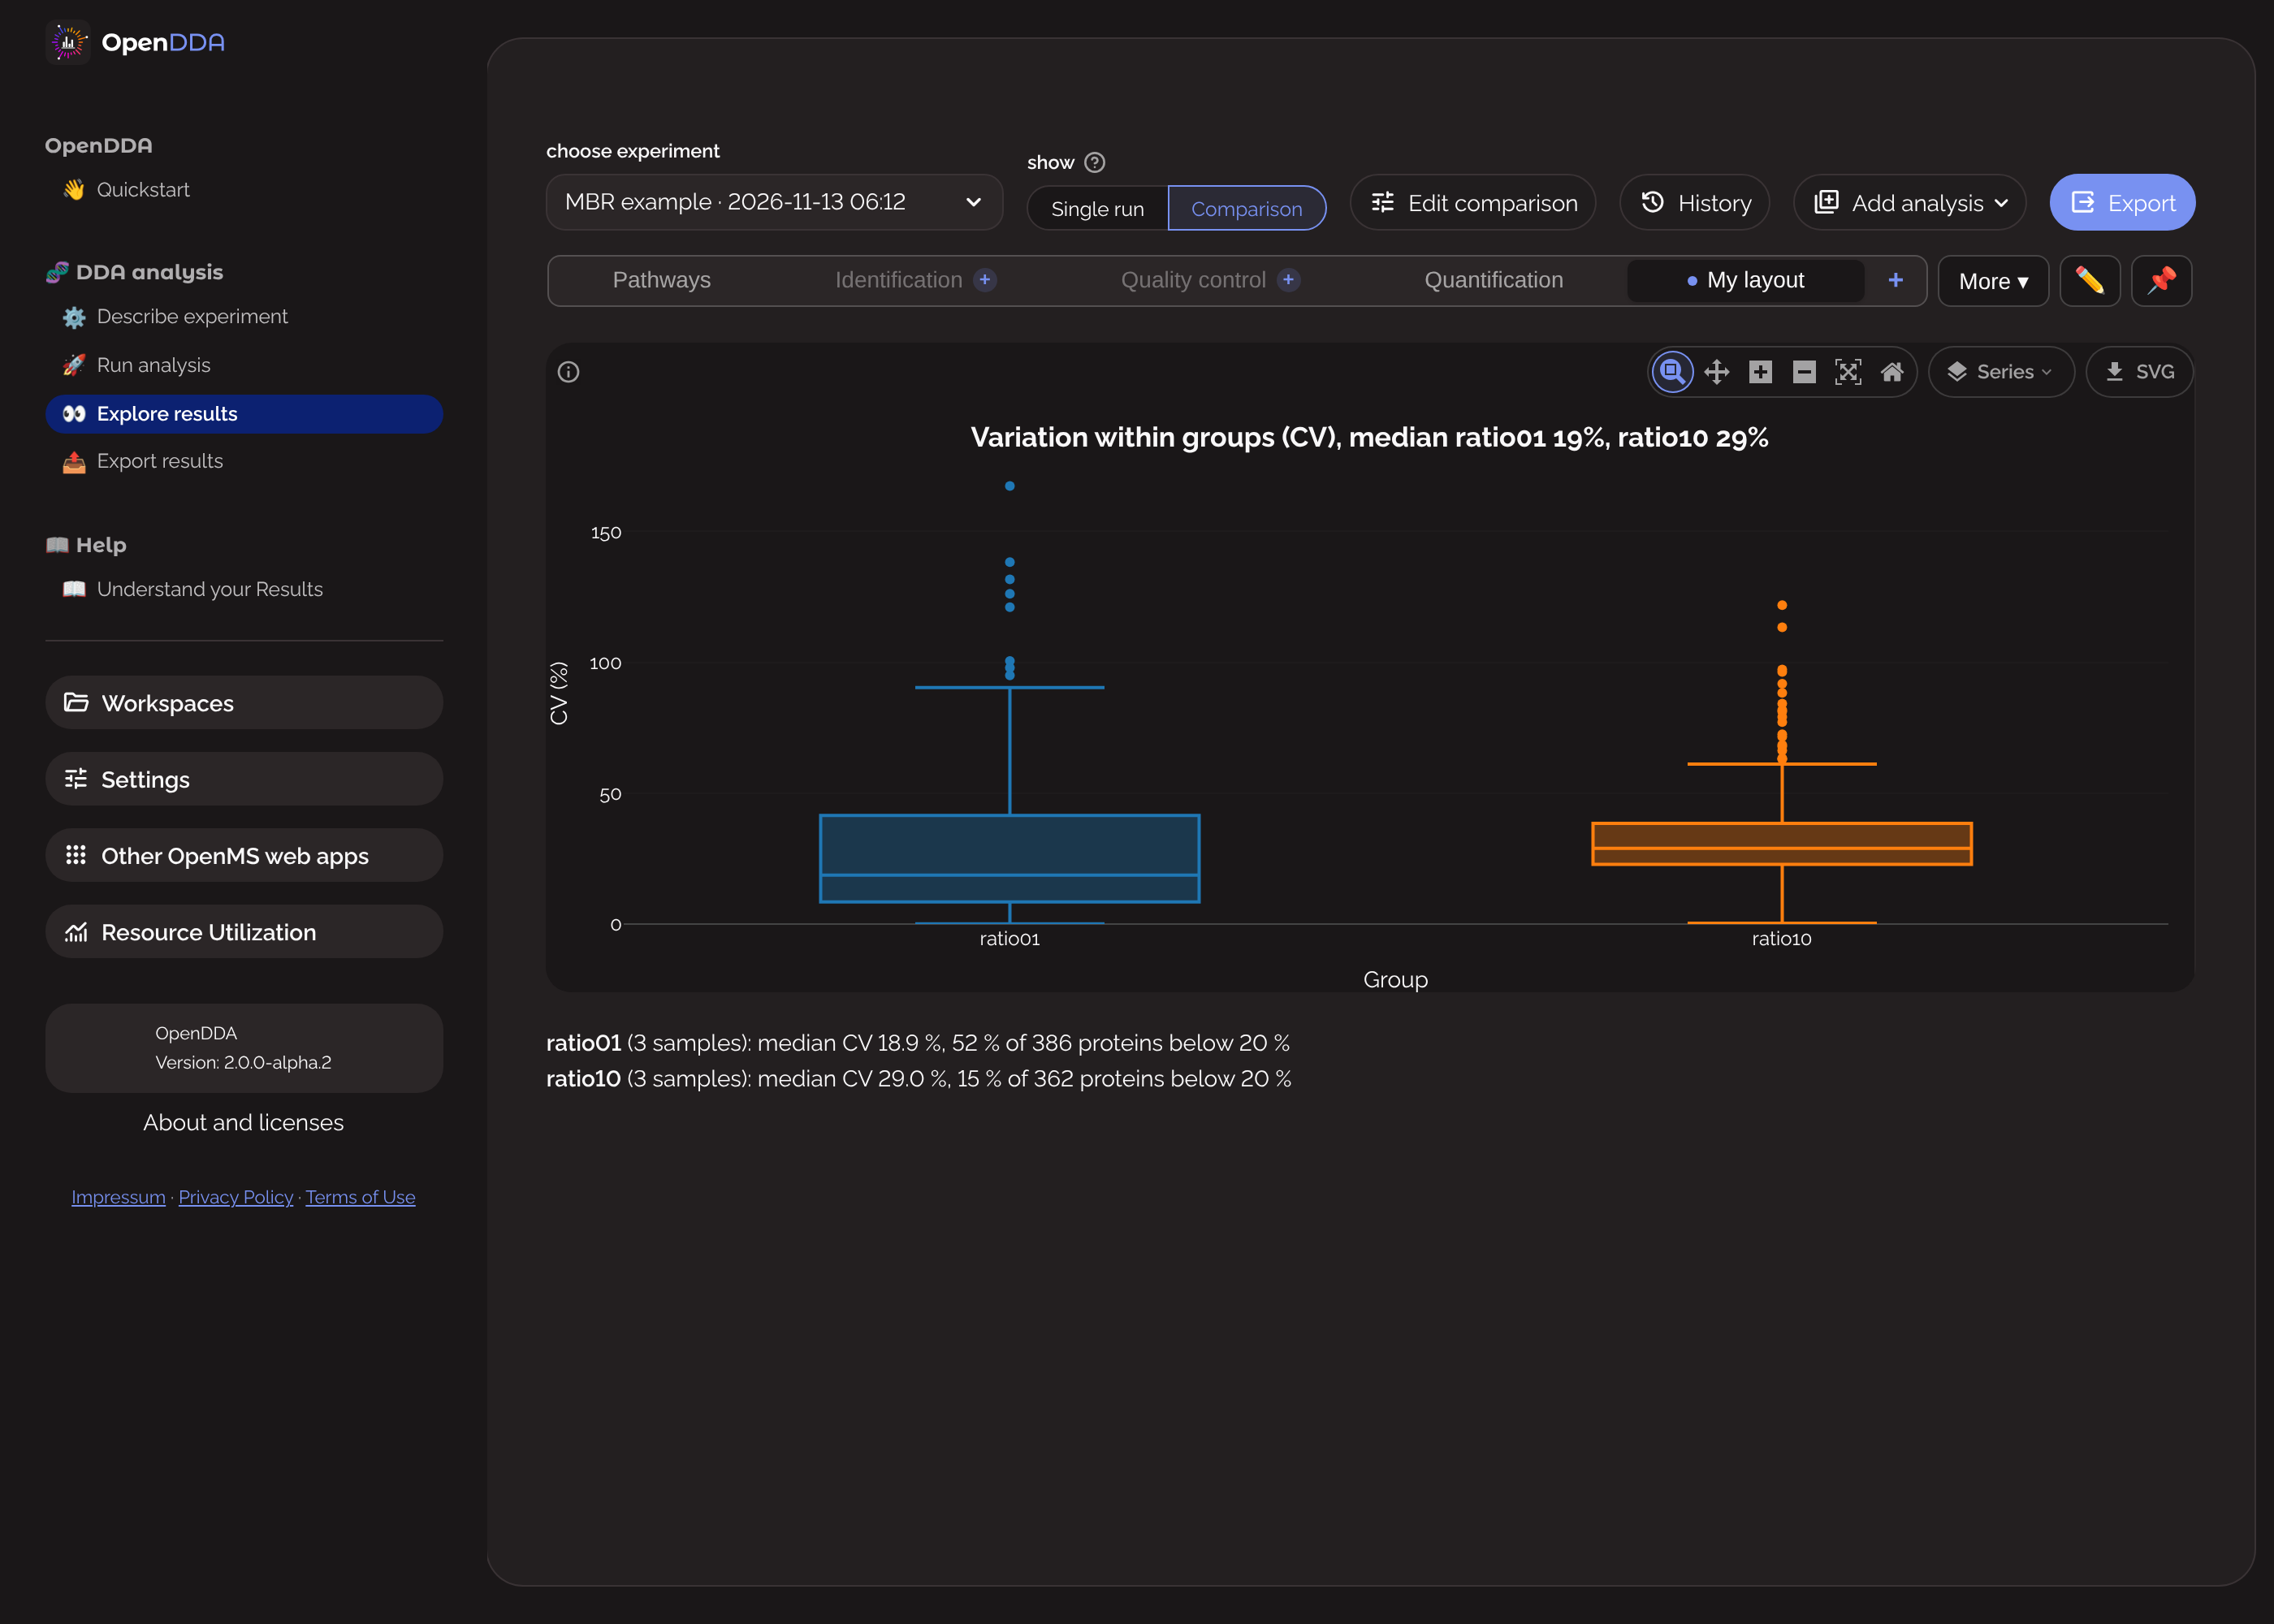 OpenDDA
OpenDDA
Quickstart
DDA analysis
Describe experiment
Run analysis
Explore results
Export results
Help
Understand your Results
Workspaces
Settings
Other OpenMS web apps
Resource Utilization
OpenDDA
Version: 2.0.0-alpha.2
About and licenses
Impressum · Privacy Policy · Terms of Use
choose experiment
MBR example · 2026-11-13 06:12
show
Single run
Comparison
Edit comparison
History
Add analysis
Export
Pathways
Identification +
Quality control +
Quantification
• My layout
+
More ▾
Series
SVG
Variation within groups (CV), median ratio01 19%, ratio10 29%
CV (%)
150
100
50
0
ratio01
ratio10
Group
ratio01 (3 samples): median CV 18.9 %, 52 % of 386 proteins below 20 %
ratio10 (3 samples): median CV 29.0 %, 15 % of 362 proteins below 20 %